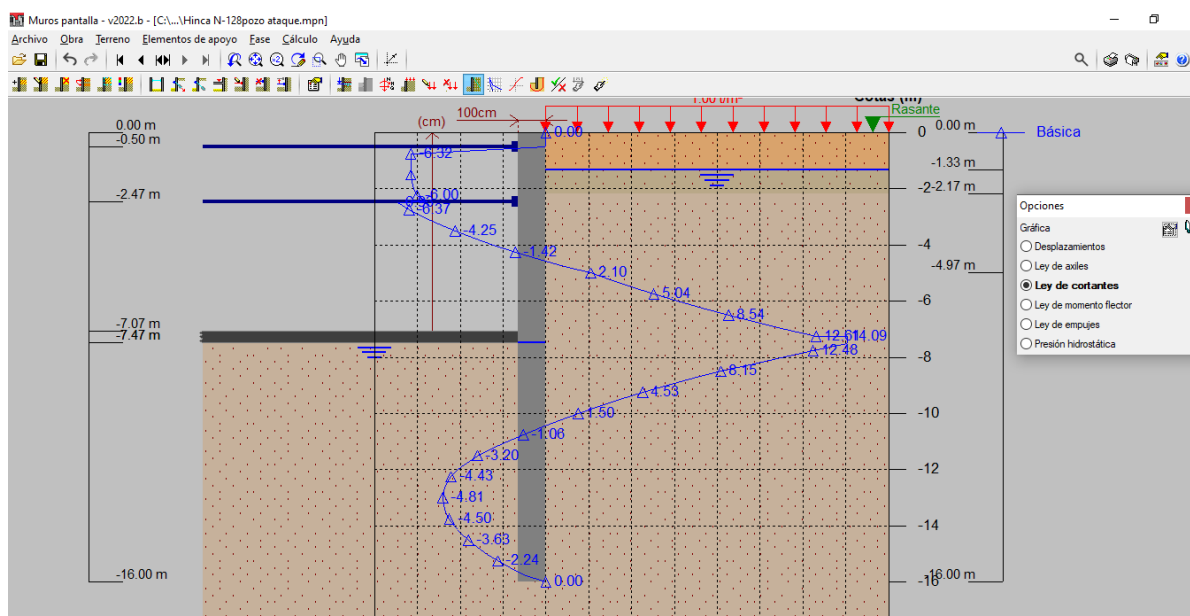 Muros pantalla - v2022.b - [C:\...\Hinca N-128pozo ataque.mpn]
Archivo Obra Terreno Elementos de apoyo Fase Cálculo Ayuda
1.00 t/m²
Cotas (m)
Rasante
100cm
(cm)
0.00 m
0.00
0
0.00 m
Básica
-0.50 m
-6.32
-1.33 m
-2.47 m
-6.00
-2
-2.17 m
-6.37
-4.25
-1.42
-4
2.10
-4.97 m
5.04
-6
8.54
-7.07 m
-7.47 m
12.61
14.09
12.48
-8
8.15
4.53
1.50
-10
-1.06
-3.20
-12
-4.43
-4.81
-4.50
-14
-3.63
-2.24
-16.00 m
0.00
-16
-16.00 m
Opciones
Gráfica
Desplazamientos
Ley de axiles
Ley de cortantes
Ley de momento flector
Ley de empujes
Presión hidrostática